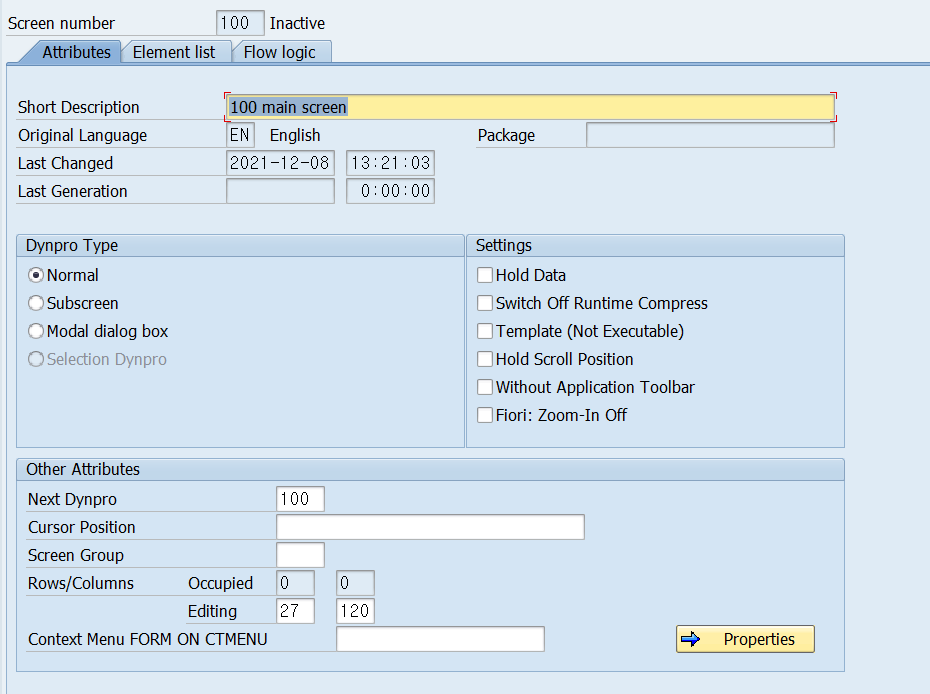 Screen number 100 Inactive
Attributes Element list Flow logic
Short Description 100 main screen
Original Language EN English Package
Last Changed 2021-12-08 13:21:03
Last Generation 0:00:00
Dynpro Type Settings
Normal Hold Data
Subscreen Switch Off Runtime Compress
Modal dialog box Template (Not Executable)
Selection Dynpro Hold Scroll Position
Without Application Toolbar
Fiori: Zoom-In Off
Other Attributes
Next Dynpro 100
Cursor Position
Screen Group
Rows/Columns Occupied 0 0
Editing 27 120
Context Menu FORM ON CTMENU Properties